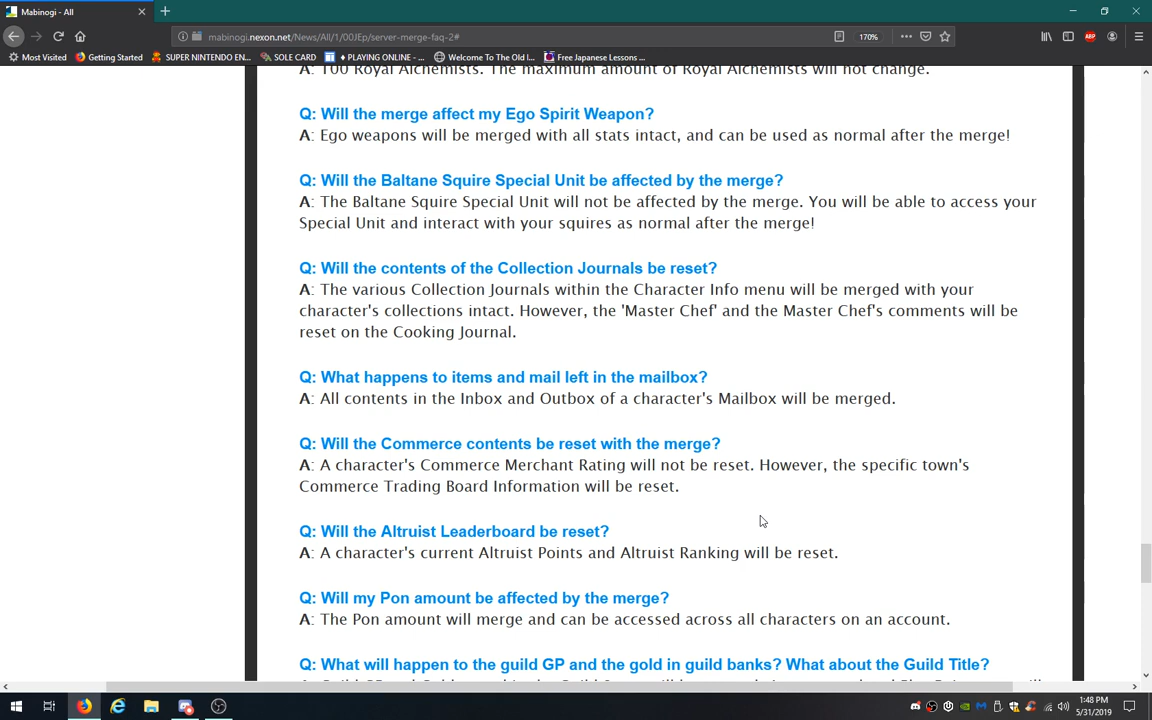 Mabinogi - All
mabinogi.nexon.net/News/All/1/00JEp/server-merge-faq-2#
170%
Most Visited Getting Started SUPER NINTENDO EN... SOLE CARD ♦ PLAYING ONLINE - ... Welcome To The Old I... Free Japanese Lessons ...
A: 100 Royal Alchemists. The maximum amount of Royal Alchemists will not change.
Q: Will the merge affect my Ego Spirit Weapon?
A: Ego weapons will be merged with all stats intact, and can be used as normal after the merge!
Q: Will the Baltane Squire Special Unit be affected by the merge?
A: The Baltane Squire Special Unit will not be affected by the merge. You will be able to access your
Special Unit and interact with your squires as normal after the merge!
Q: Will the contents of the Collection Journals be reset?
A: The various Collection Journals within the Character Info menu will be merged with your
character's collections intact. However, the 'Master Chef' and the Master Chef's comments will be
reset on the Cooking Journal.
Q: What happens to items and mail left in the mailbox?
A: All contents in the Inbox and Outbox of a character's Mailbox will be merged.
Q: Will the Commerce contents be reset with the merge?
A: A character's Commerce Merchant Rating will not be reset. However, the specific town's
Commerce Trading Board Information will be reset.
Q: Will the Altruist Leaderboard be reset?
A: A character's current Altruist Points and Altruist Ranking will be reset.
Q: Will my Pon amount be affected by the merge?
A: The Pon amount will merge and can be accessed across all characters on an account.
Q: What will happen to the guild GP and the gold in guild banks? What about the Guild Title?
1:48 PM
5/31/2019